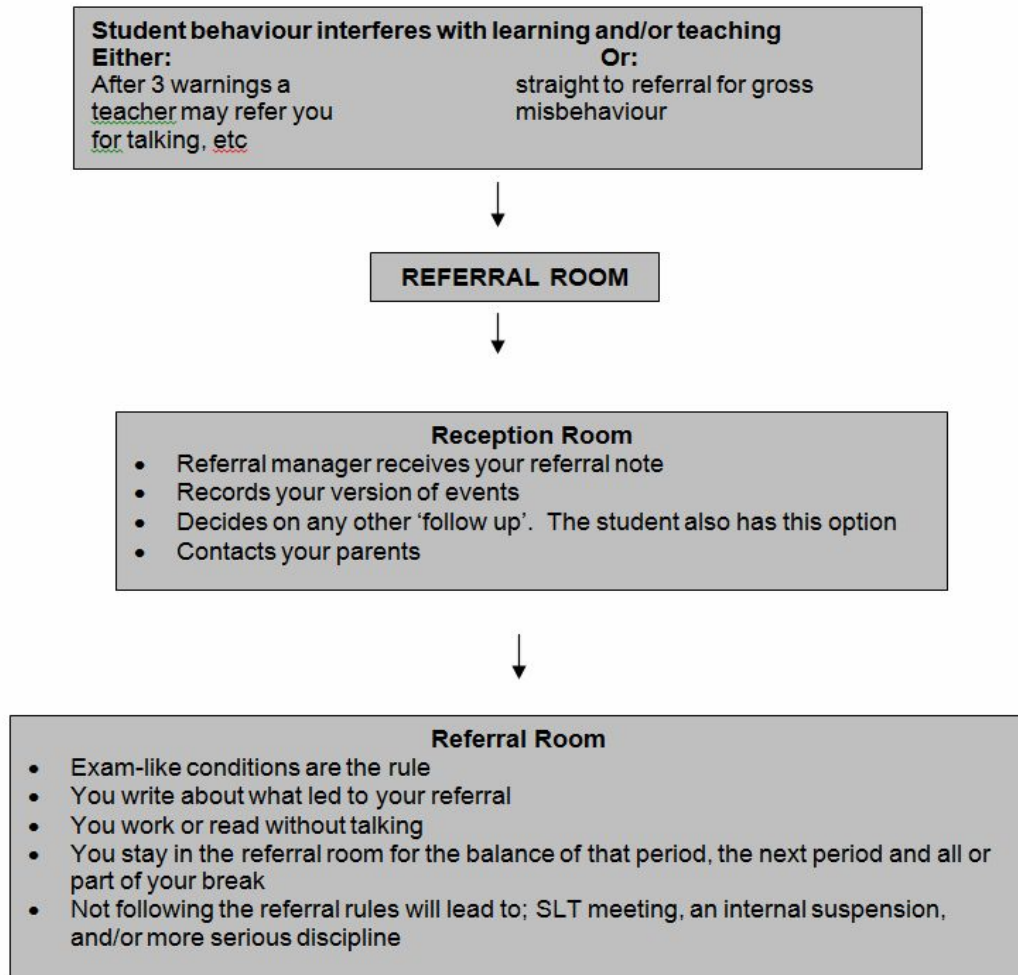 Student behaviour interferes with learning and/or teaching
Either: Or:
After 3 warnings a straight to referral for gross
teacher may refer you misbehaviour
for talking, etc
REFERRAL ROOM
Reception Room
• Referral manager receives your referral note
• Records your version of events
• Decides on any other ‘follow up’. The student also has this option
• Contacts your parents
Referral Room
• Exam-like conditions are the rule
• You write about what led to your referral
• You work or read without talking
• You stay in the referral room for the balance of that period, the next period and all or
part of your break
• Not following the referral rules will lead to; SLT meeting, an internal suspension,
and/or more serious discipline